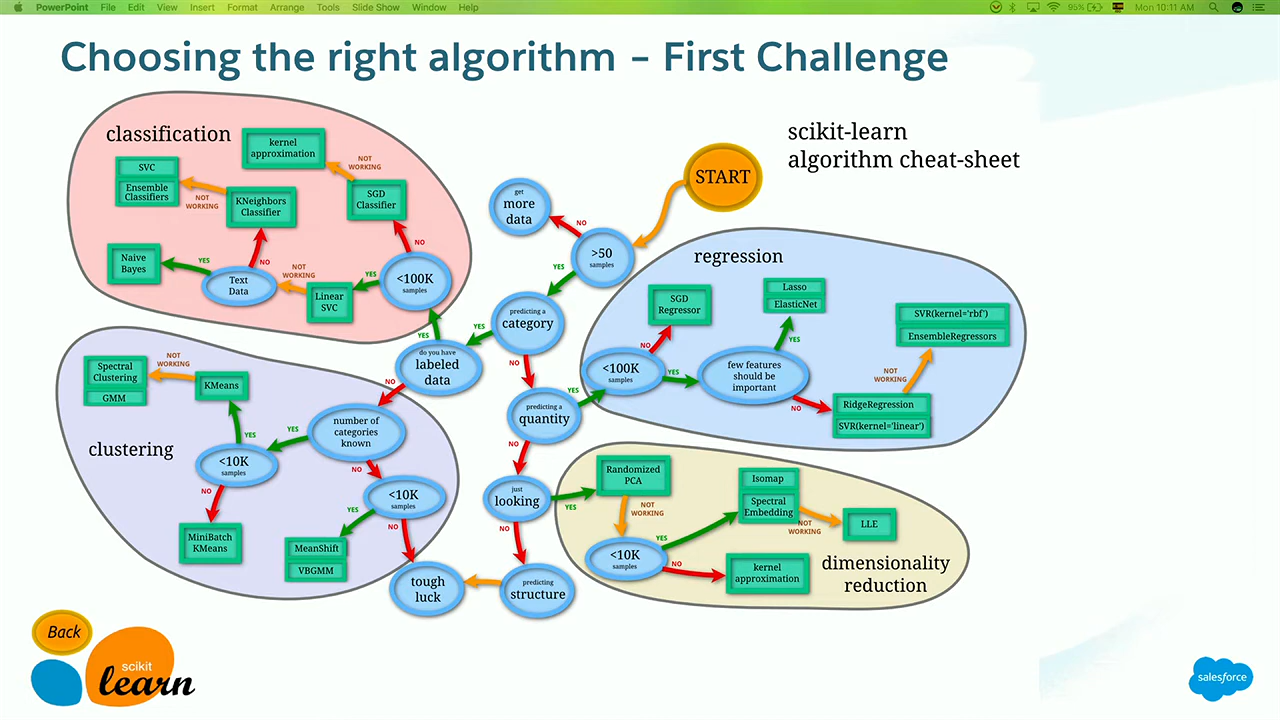 PowerPoint File Edit View Insert Format Arrange Tools Slide Show Window Help
95% Mon 10:11 AM
Choosing the right algorithm – First Challenge
scikit-learn
algorithm cheat-sheet
START
>50
samples
NO
get
more
data
YES
predicting a
category
YES
do you have
labeled
data
YES
classification
<100K
samples
NO
SGD
Classifier
NOT
WORKING
kernel
approximation
YES
Linear
SVC
NOT
WORKING
Text
Data
YES
Naive
Bayes
NO
KNeighbors
Classifier
NOT
WORKING
SVC
Ensemble
Classifiers
NO
clustering
number of
categories
known
YES
<10K
samples
YES
KMeans
NOT
WORKING
Spectral
Clustering
GMM
NO
MiniBatch
KMeans
NO
<10K
samples
YES
MeanShift
VBGMM
NO
tough
luck
NO
predicting a
quantity
YES
regression
<100K
samples
NO
SGD
Regressor
YES
few features
should be
important
YES
Lasso
ElasticNet
NO
RidgeRegression
SVR(kernel='linear')
NOT
WORKING
SVR(kernel='rbf')
EnsembleRegressors
NO
just
looking
YES
Randomized
PCA
NOT
WORKING
<10K
samples
YES
Isomap
Spectral
Embedding
NOT
WORKING
LLE
NO
kernel
approximation
dimensionality
reduction
NO
predicting
structure
Back
scikit
learn
salesforce